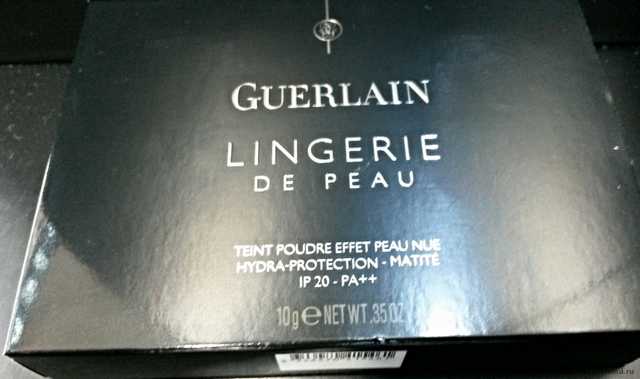 GUERLAIN
LINGERIE
DE PEAU
TEINT POUDRE EFFET PEAU NUE
HYDRA-PROTECTION - MATITÉ
IP 20 - PA++
10g e NET WT. .35 OZ